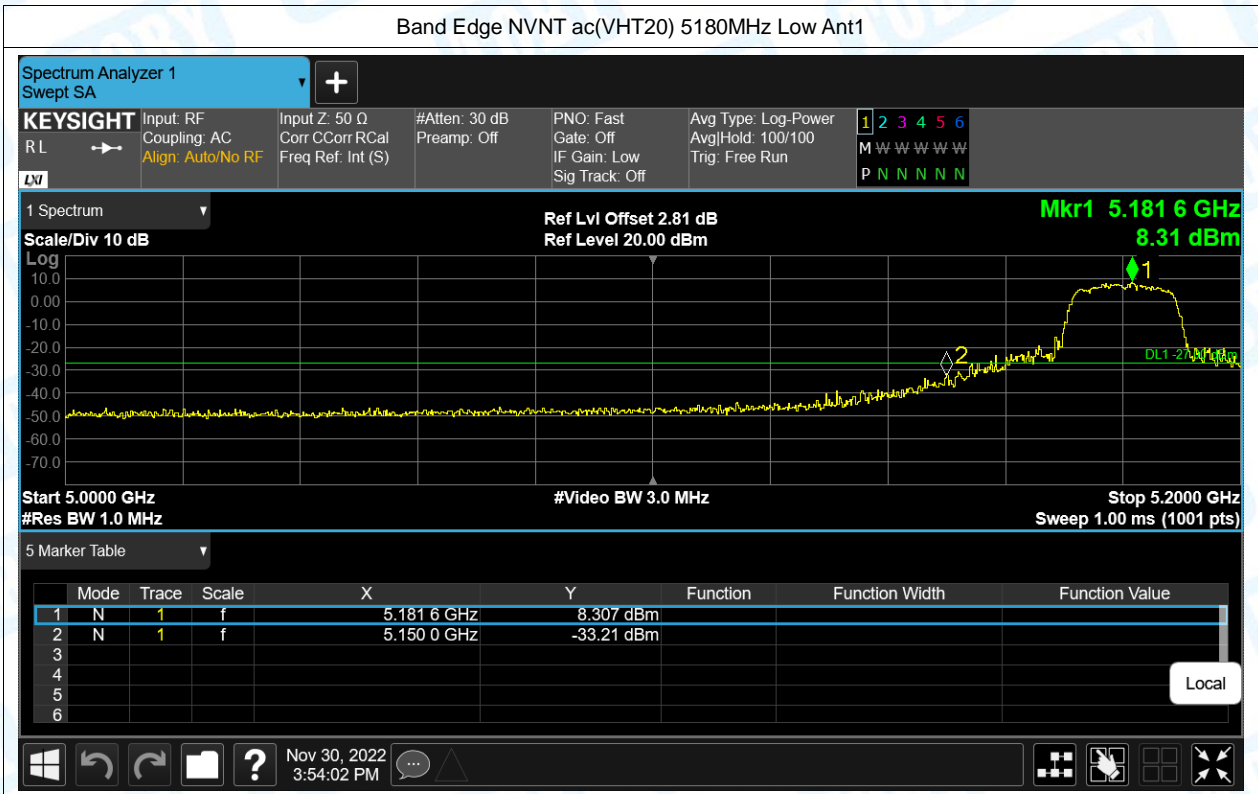 Band Edge NVNT ac(VHT20) 5180MHz Low Ant1
Spectrum Analyzer 1
Swept SA
KEYSIGHT
RL
LXI
Input: RF
Coupling: AC
Align: Auto/No RF
Input Z: 50 Ω
Corr CCorr RCal
Freq Ref: Int (S)
#Atten: 30 dB
Preamp: Off
PNO: Fast
Gate: Off
IF Gain: Low
Sig Track: Off
Avg Type: Log-Power
Avg|Hold: 100/100
Trig: Free Run
1 2 3 4 5 6
M W W W W W
P N N N N N
1 Spectrum
Scale/Div 10 dB
Ref Lvl Offset 2.81 dB
Ref Level 20.00 dBm
Mkr1 5.181 6 GHz
8.31 dBm
Log
10.0
0.00
-10.0
-20.0
-30.0
-40.0
-50.0
-60.0
-70.0
1
2
DL1
Start 5.0000 GHz
#Video BW 3.0 MHz
Stop 5.2000 GHz
#Res BW 1.0 MHz
Sweep 1.00 ms (1001 pts)
5 Marker Table
Mode Trace Scale X Y Function Function Width Function Value
1 N 1 f 5.181 6 GHz 8.307 dBm
2 N 1 f 5.150 0 GHz -33.21 dBm
3
4
5
6
Local
?
Nov 30, 2022
3:54:02 PM